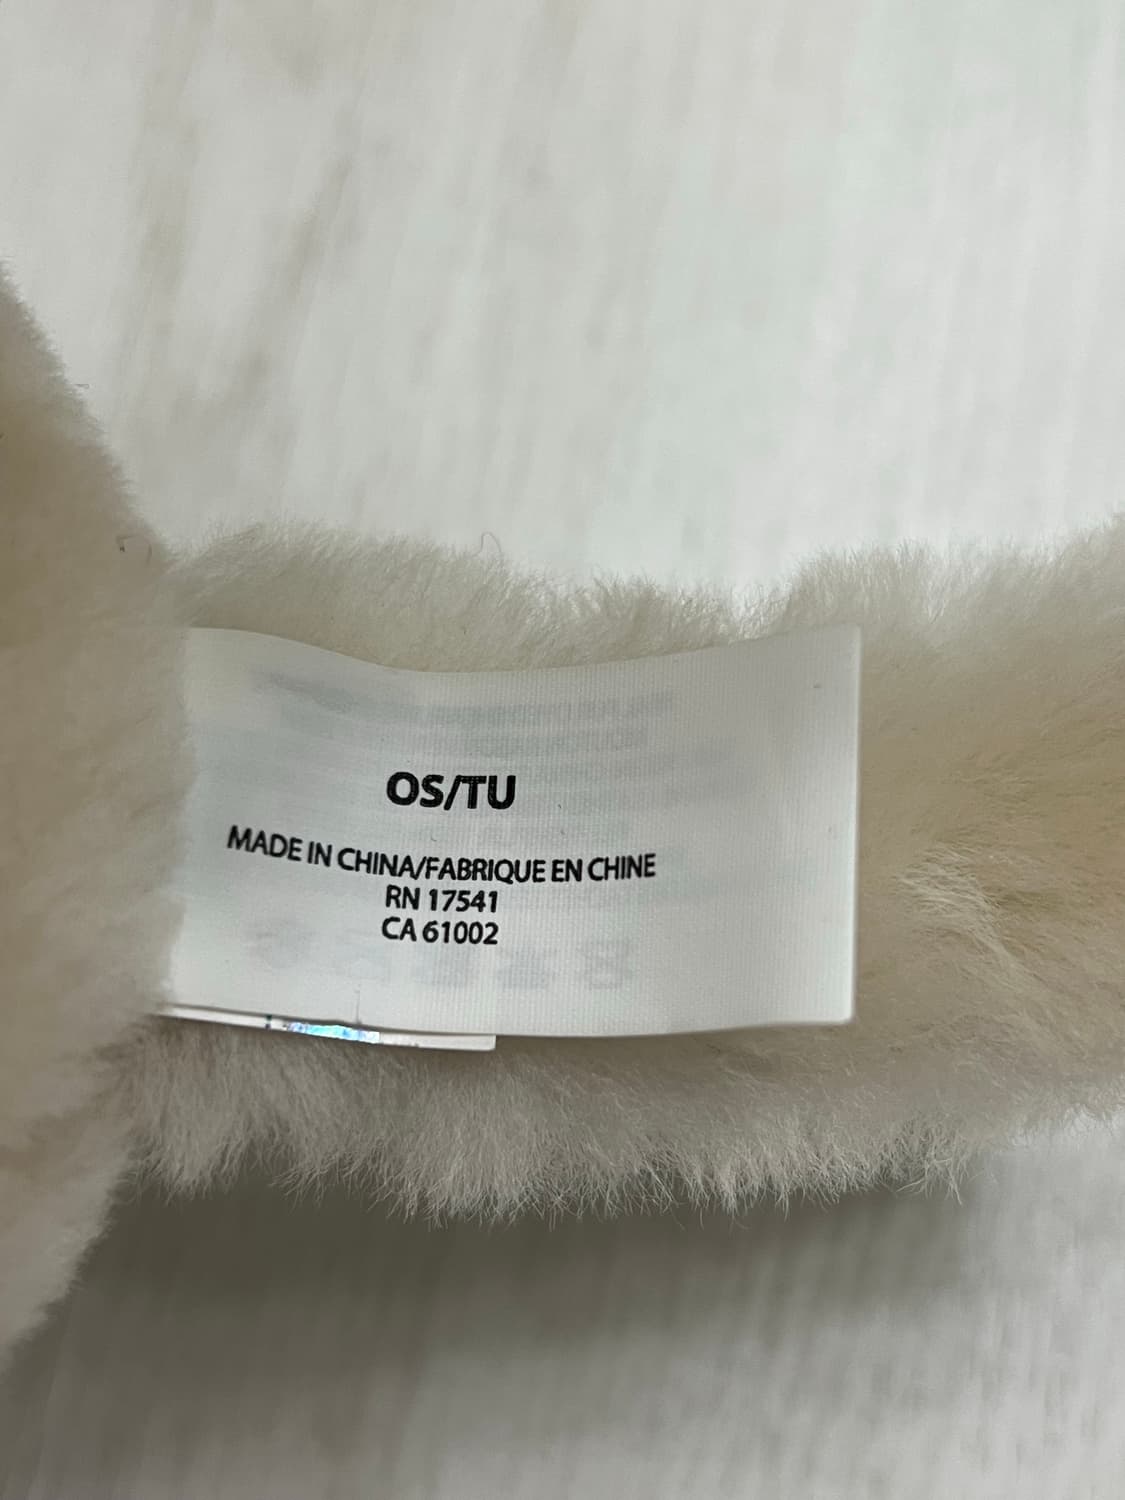 OS/TU
MADE IN CHINA/FABRIQUE EN CHINE
RN 17541
CA 61002